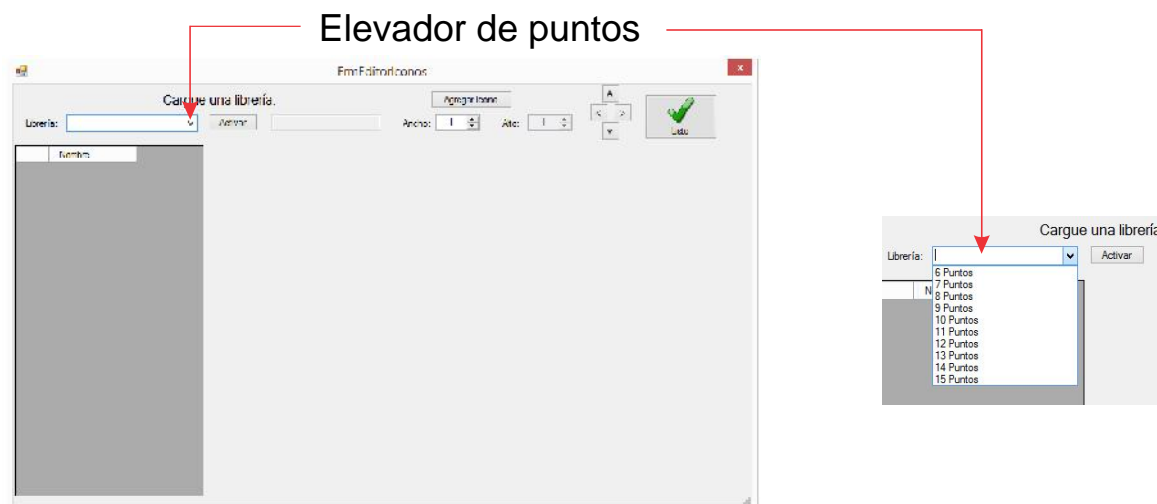 Elevador de puntos
FrmEditorIconos
x
Cargue una librería.
Agregar Icono
Librería:
Activar
Ancho: 1
Alto: 1
A
< >
v
Listo
Nombre
Cargue una librería
Librería:
Activar
N
6 Puntos
7 Puntos
8 Puntos
9 Puntos
10 Puntos
11 Puntos
12 Puntos
13 Puntos
14 Puntos
15 Puntos